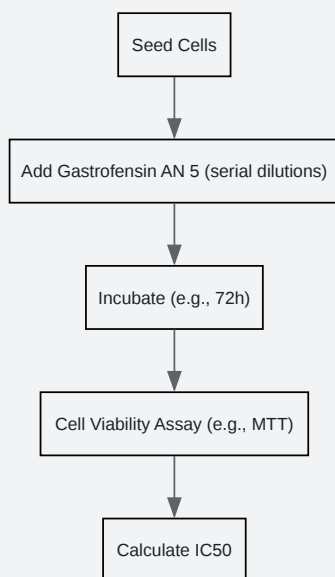 Seed Cells
Add Gastrofensin AN 5 (serial dilutions)
Incubate (e.g., 72h)
Cell Viability Assay (e.g., MTT)
Calculate IC50